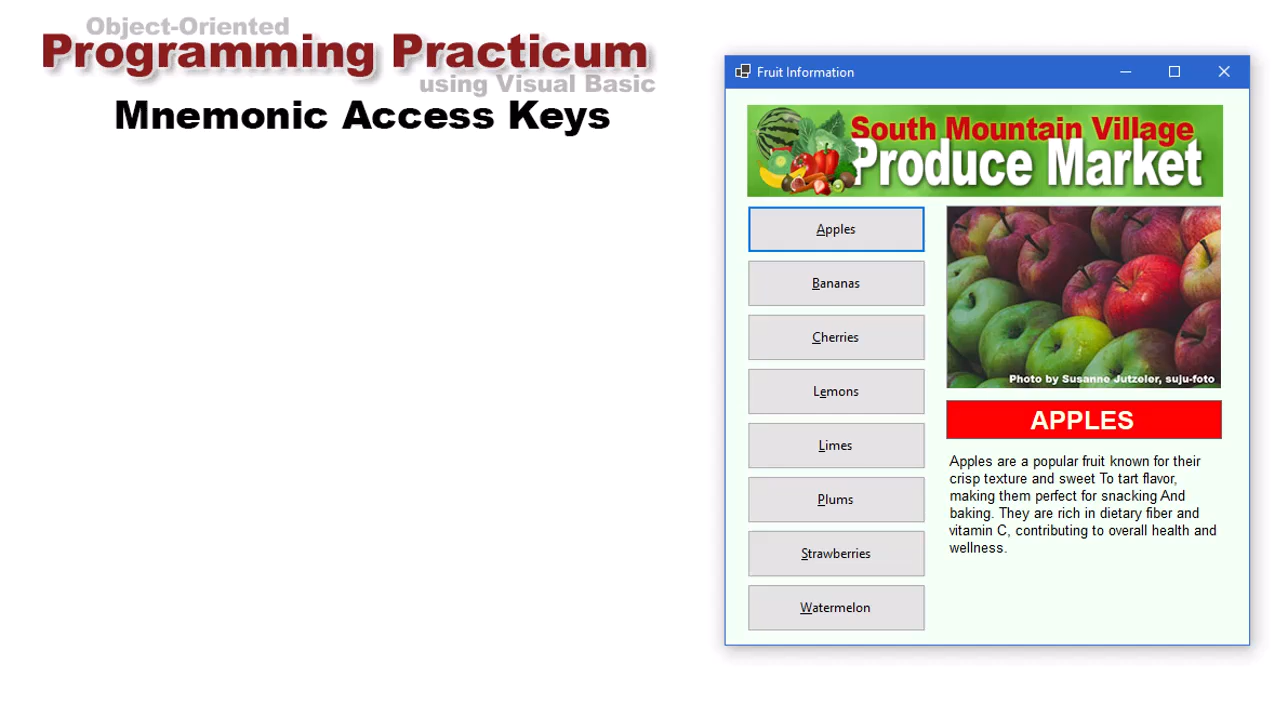 Object-Oriented
Programming Practicum
using Visual Basic
Mnemonic Access Keys
Fruit Information
South Mountain Village
Produce Market
Apples
Bananas
Cherries
Lemons
Limes
Plums
Strawberries
Watermelon
Photo by Susanne Jutzeler, suju-foto
APPLES
Apples are a popular fruit known for their
crisp texture and sweet To tart flavor,
making them perfect for snacking And
baking. They are rich in dietary fiber and
vitamin C, contributing to overall health and
wellness.